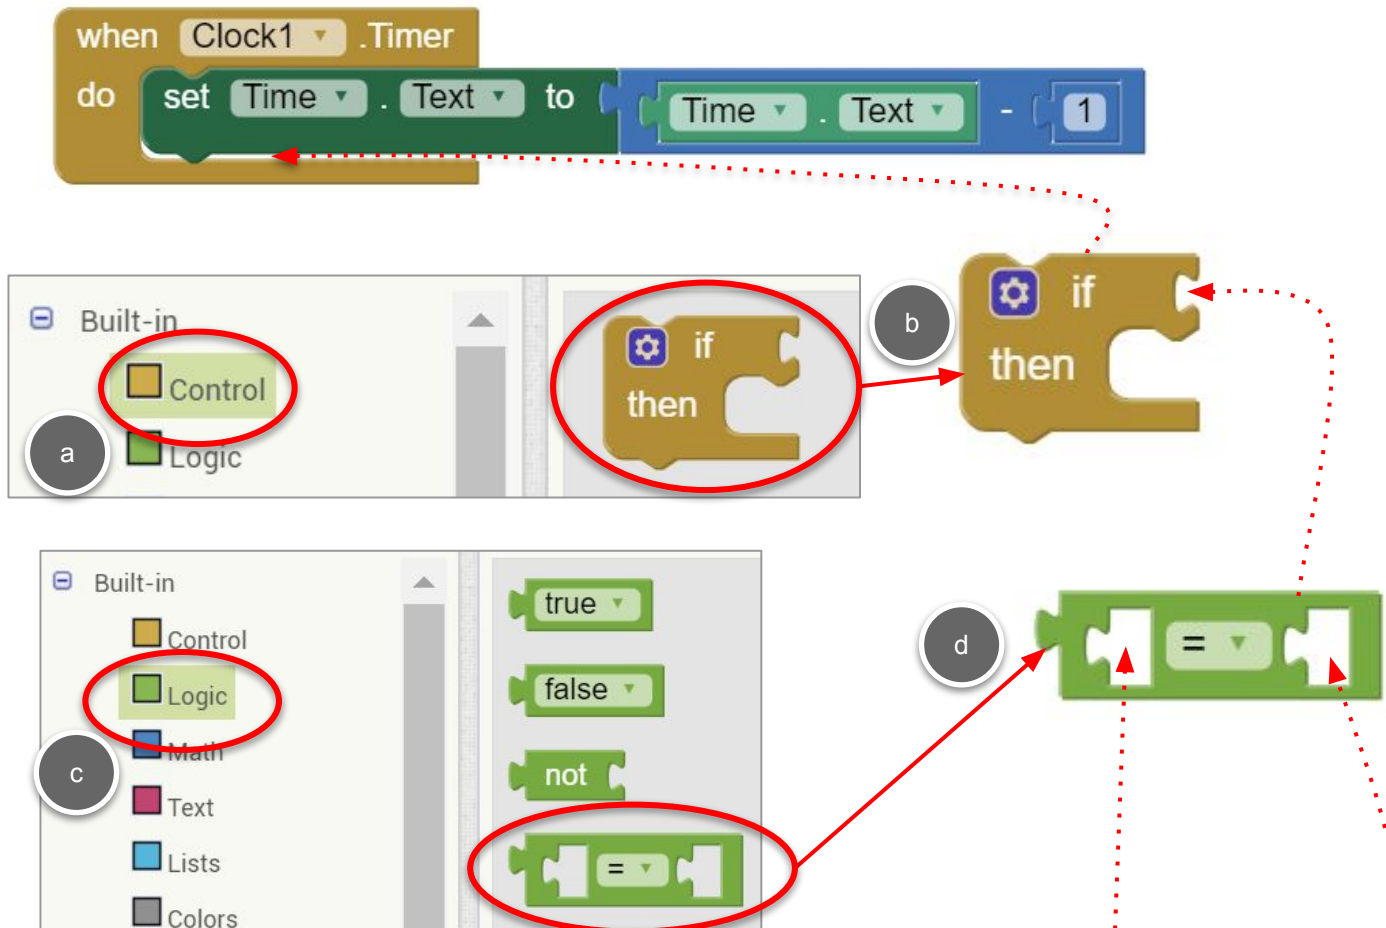 when Clock1 .Timer
do set Time . Text to Time . Text - 1
Built-in
Control
Logic
a
if
then
b
if
then
Built-in
Control
Logic
Math
Text
Lists
Colors
c
true
false
not
=
d
=